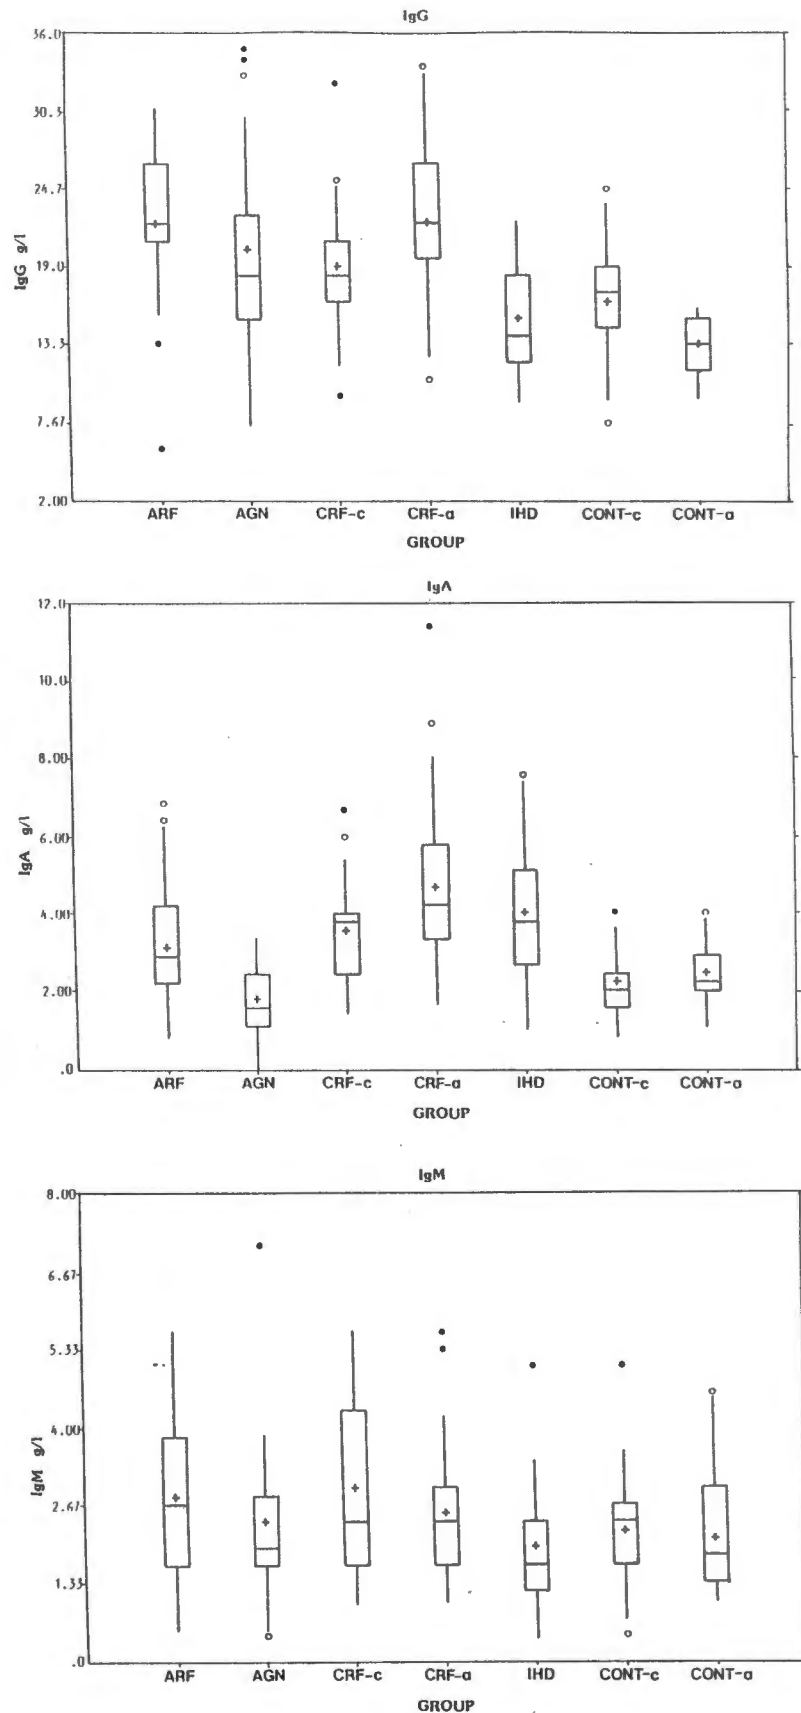 IgG
36.0
30.3
24.7
19.0
13.3
7.67
2.00
IgG g/l
ARF AGN CRF-c CRF-a IHD CONT-c CONT-a
GROUP
IgA
12.0
10.0
8.00
6.00
4.00
2.00
.0
IgA g/l
ARF AGN CRF-c CRF-a IHD CONT-c CONT-a
GROUP
IgM
8.00
6.67
5.33
4.00
2.67
1.33
.0
IgM g/l
ARF AGN CRF-c CRF-a IHD CONT-c CONT-a
GROUP